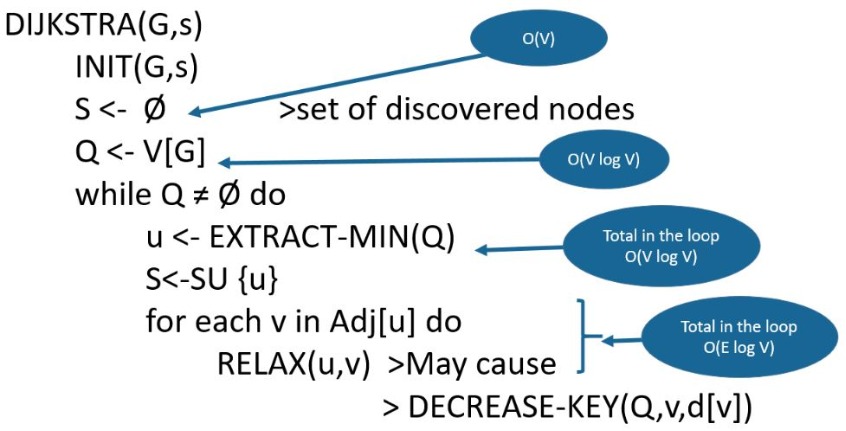 DIJKSTRA(G,s)
O(V)
INIT(G,s)
S <- Ø >set of discovered nodes
Q <- V[G]
O(V log V)
while Q ≠ Ø do
u <- EXTRACT-MIN(Q)
Total in the loop
O(V log V)
S<-SU {u}
for each v in Adj[u] do
Total in the loop
O(E log V)
RELAX(u,v) >May cause
> DECREASE-KEY(Q,v,d[v])